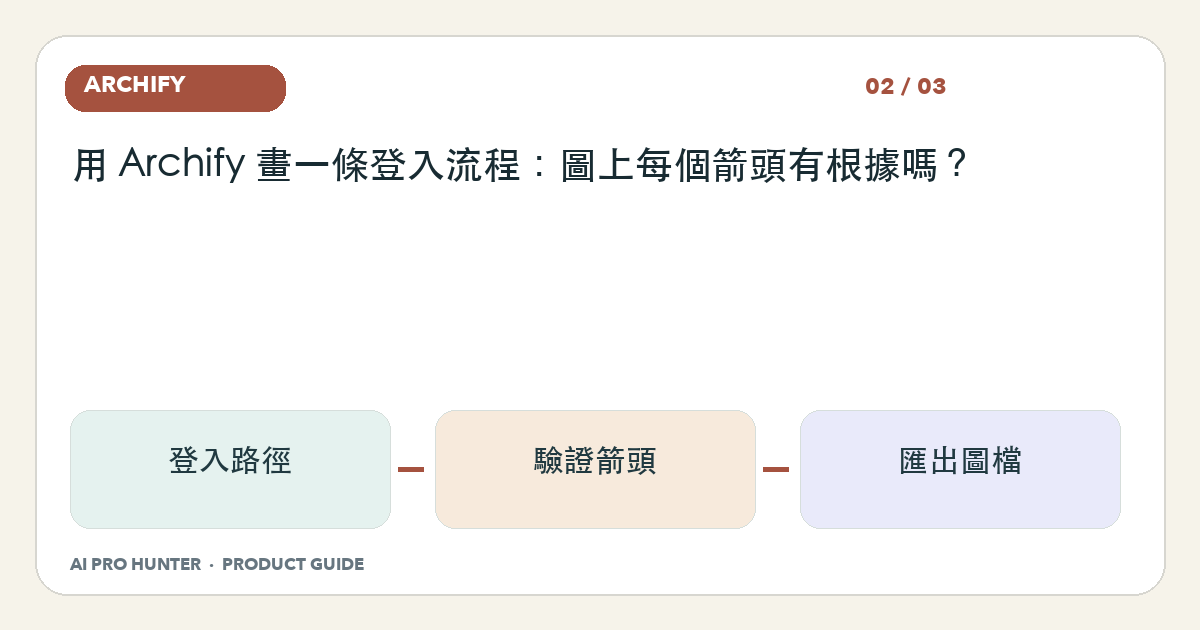 ARCHIFY
02 / 03
用 Archify 畫一條登入流程：圖上每個箭頭有根據嗎？
登入路徑
驗證箭頭
匯出圖檔
AI PRO HUNTER · PRODUCT GUIDE